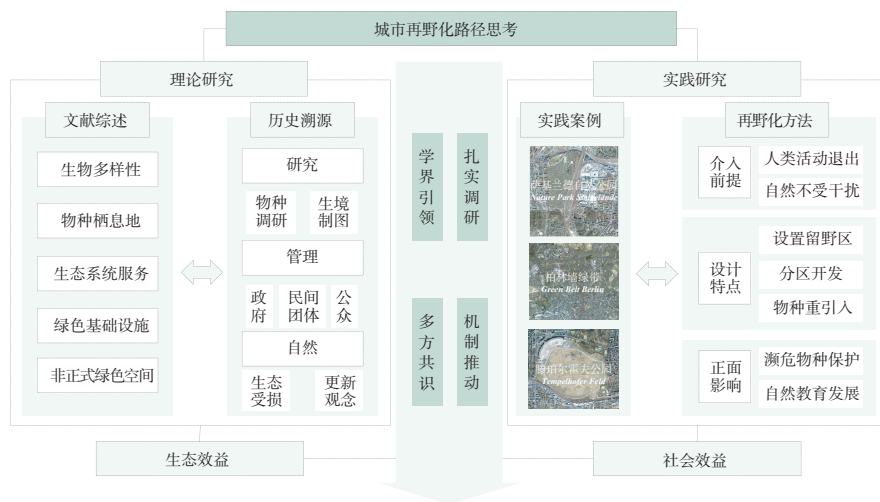 城市再野化路径思考
理论研究
文献综述
生物多样性
物种栖息地
生态系统服务
绿色基础设施
非正式绿色空间
历史溯源
研究
物种
调研
生境
制图
管理
政府
民间
团体
公众
自然
生态
受损
更新
观念
生态效益
学界引领
扎实调研
多方共识
机制推动
实践研究
实践案例
萨基兰德自然公园
Nature Park Südgelände
柏林墙绿带
Green Belt Berlin
滕珀尔霍夫公园
Tempelhofer Feld
再野化方法
介入
前提
人类活动退出
自然不受干扰
设计
特点
设置留野区
分区开发
物种重引入
正面
影响
濒危物种保护
自然教育发展
社会效益